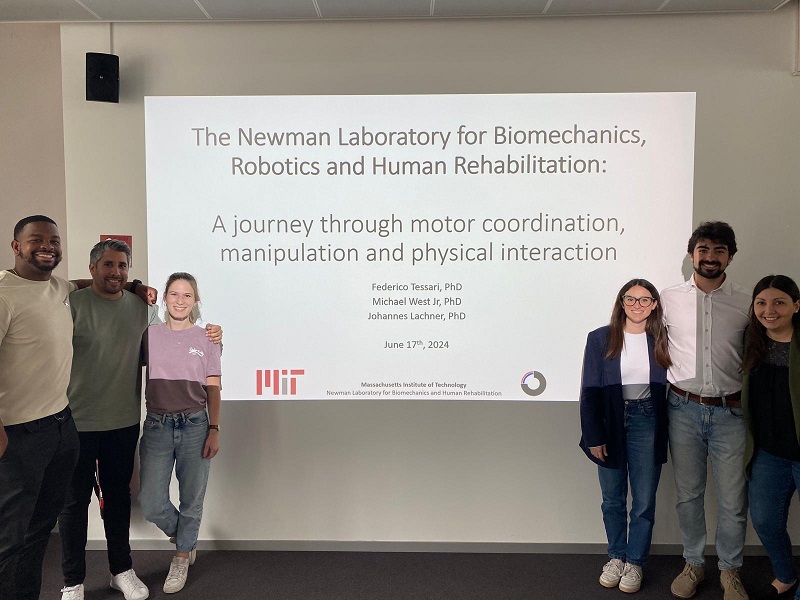 The Newman Laboratory for Biomechanics,
Robotics and Human Rehabilitation:
A journey through motor coordination,
manipulation and physical interaction
Federico Tessari, PhD
Michael West Jr, PhD
Johannes Lachner, PhD
June 17th, 2024
MIT
Massachusetts Institute of Technology
Newman Laboratory for Biomechanics and Human Rehabilitation